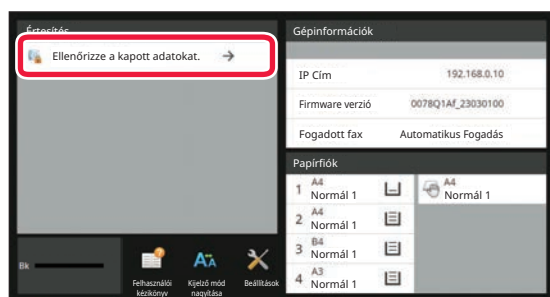 Értesítés
Ellenőrizze a kapott adatokat.
Bk
Felhasználói
kézikönyv
Kijelző mód
nagyítása
Beállítások
Gépinformációk
IP Cím 192.168.0.10
Firmware verzió 0078Q1Af_23030100
Fogadott fax Automatikus Fogadás
Papírfiók
1 A4
Normál 1
2 A4
Normál 1
3 B4
Normál 1
4 A3
Normál 1
A4
Normál 1